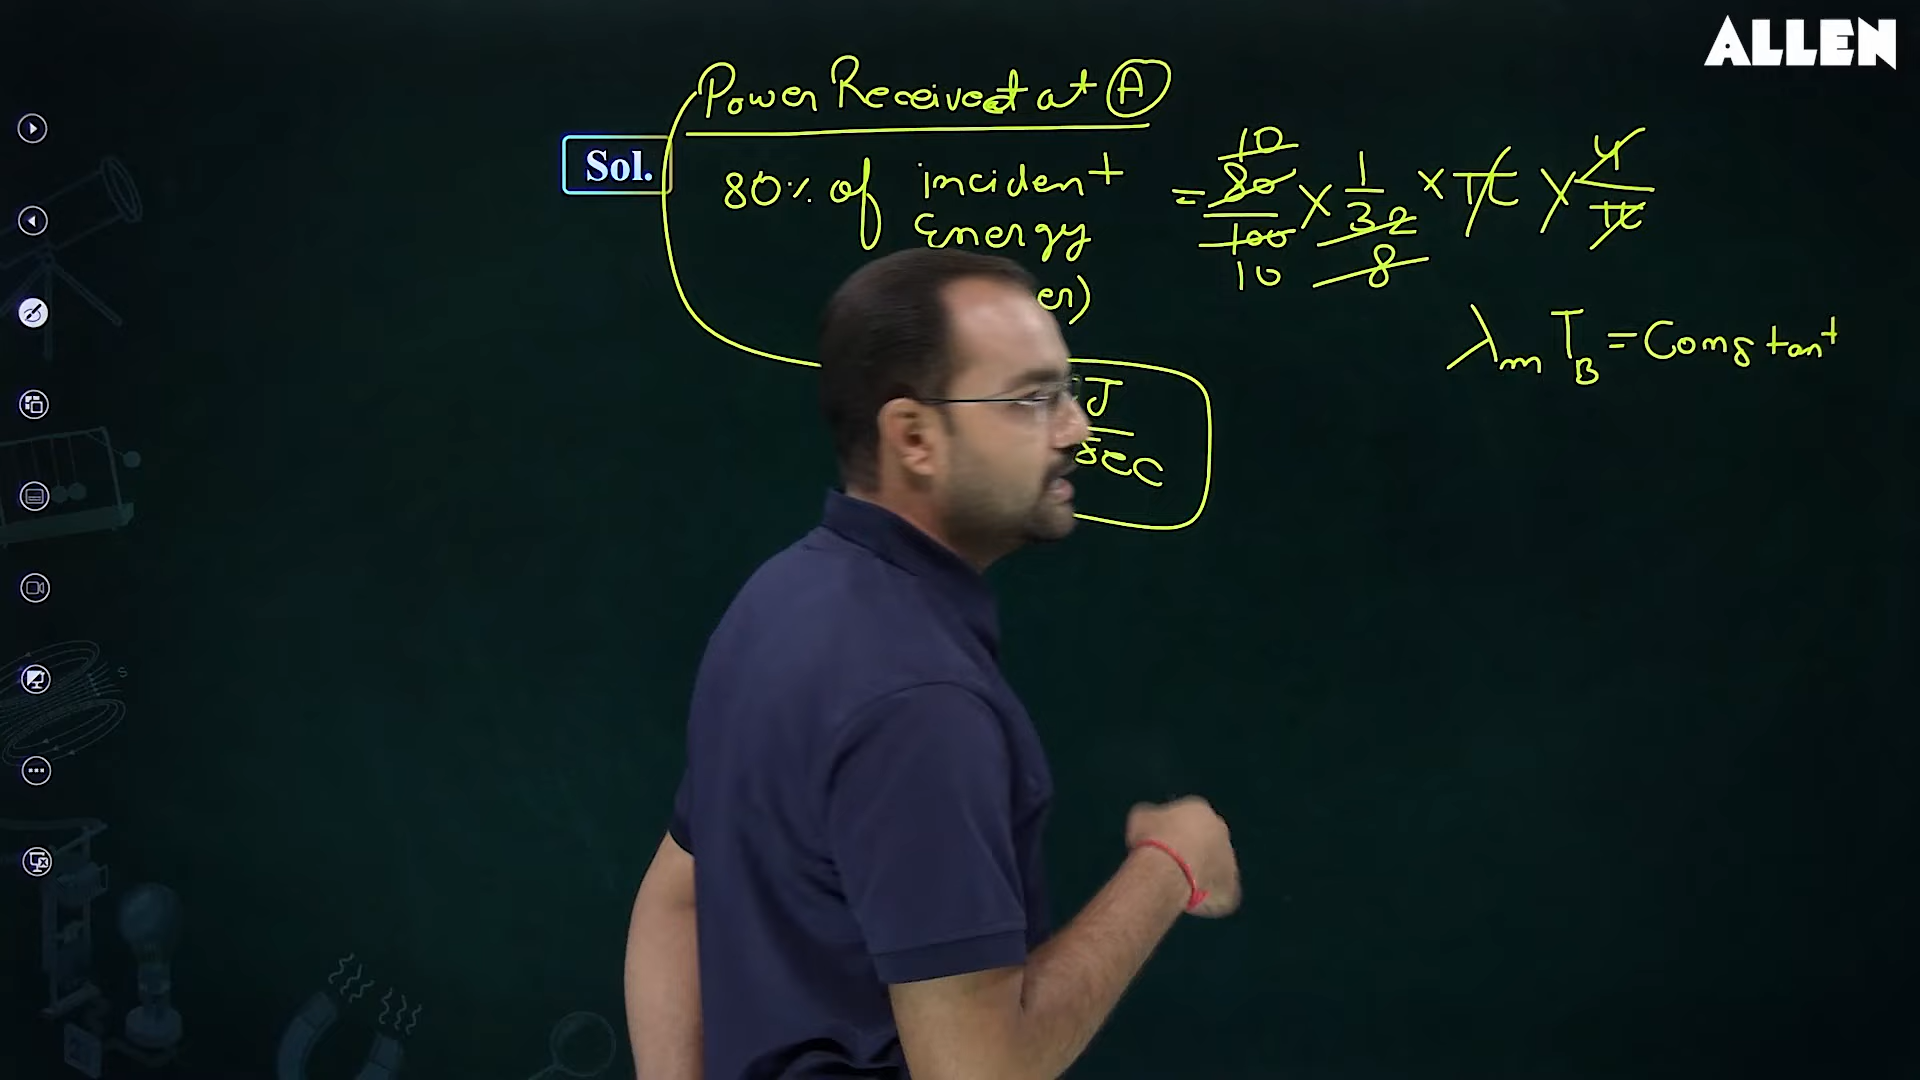 ALLEN
Power Received at A
Sol.
80% of incident
Energy
er)
= 80/100 × 1/32 × π × 4/π
10
10
8
λm TB = Constant
J
sec